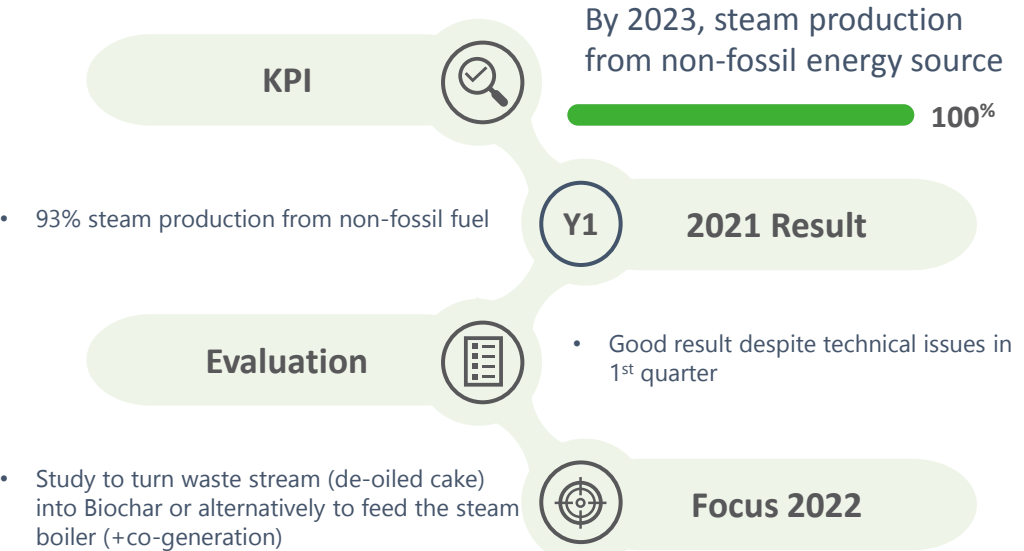 KPI
By 2023, steam production
from non-fossil energy source
100%
• 93% steam production from non-fossil fuel
Y1
2021 Result
Evaluation
• Good result despite technical issues in
1st quarter
• Study to turn waste stream (de-oiled cake)
into Biochar or alternatively to feed the steam
boiler (+co-generation)
Focus 2022